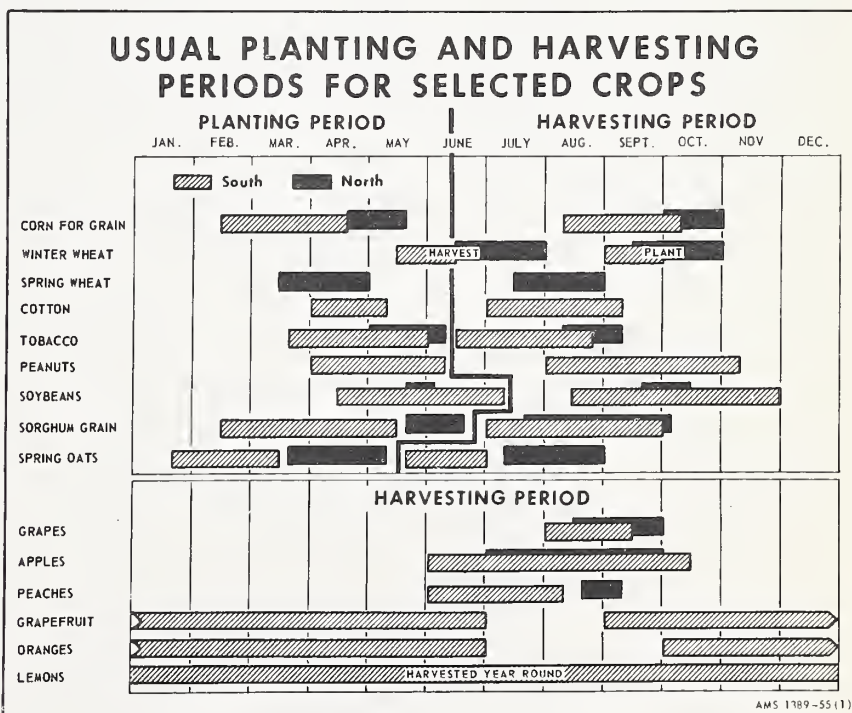 USUAL PLANTING AND HARVESTING
PERIODS FOR SELECTED CROPS
PLANTING PERIOD HARVESTING PERIOD
JAN. FEB. MAR. APR. MAY JUNE JULY AUG. SEPT. OCT. NOV DEC.
South North
CORN FOR GRAIN
WINTER WHEAT HARVEST PLANT
SPRING WHEAT
COTTON
TOBACCO
PEANUTS
SOYBEANS
SORGHUM GRAIN
SPRING OATS
HARVESTING PERIOD
GRAPES
APPLES
PEACHES
GRAPEFRUIT
ORANGES
LEMONS HARVESTED YEAR ROUND
AMS 1389-55(1)